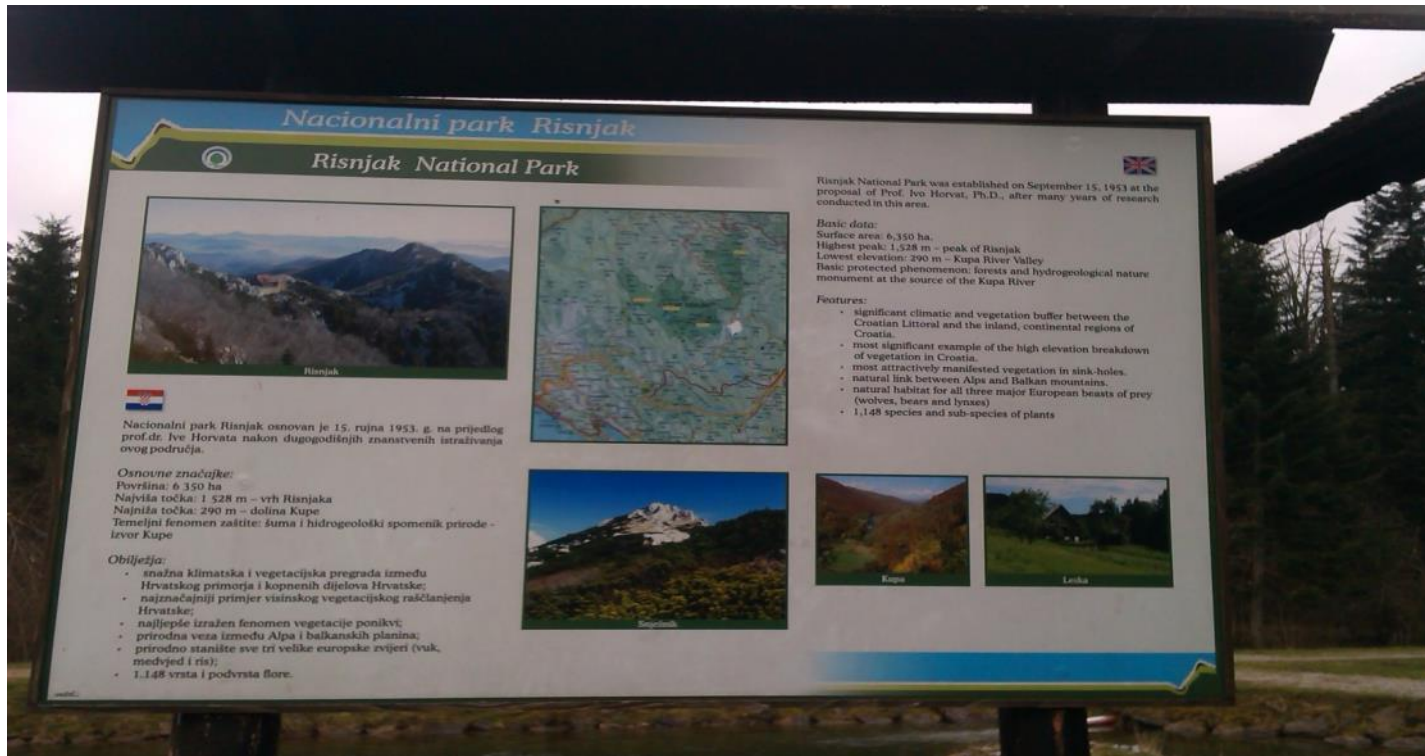 Nacionalni park Risnjak
Risnjak National Park
Risnjak
Nacionalni park Risnjak osnovan je 15. rujna 1953. g. na prijedlog
prof.dr. Ive Horvata nakon dugogodišnjih znanstvenih istraživanja
ovog područja.
Osnovne značajke:
Površina: 6 350 ha
Najviša točka: 1 528 m – vrh Risnjaka
Najniža točka: 290 m – dolina Kupe
Temeljni fenomen zaštite: šuma i hidrogeološki spomenik prirode -
izvor Kupe
Obilježja:
- snažna klimatska i vegetacijska pregrada između
Hrvatskog primorja i kopnenih dijelova Hrvatske;
- najznačajniji primjer visinskog vegetacijskog raščlanjenja
Hrvatske;
- najljepše izražen fenomen vegetacije ponikvi;
- prirodna veza između Alpa i balkanskih planina;
- prirodno stanište sve tri velike europske zvijeri (vuk,
medvjed i ris);
- 1.148 vrsta i podvrsta flore.
Snježnik
Risnjak National Park was established on September 15, 1953 at the
proposal of Prof. Ivo Horvat, Ph.D., after many years of research
conducted in this area.
Basic data:
Surface area: 6,350 ha.
Highest peak: 1,528 m – peak of Risnjak
Lowest elevation: 290 m – Kupa River Valley
Basic protected phenomenon: forests and hydrogeological nature
monument at the source of the Kupa River
Features:
- significant climatic and vegetation buffer between the
Croatian Littoral and the inland, continental regions of
Croatia.
- most significant example of the high elevation breakdown
of vegetation in Croatia.
- most attractively manifested vegetation in sink-holes.
- natural link between Alps and Balkan mountains.
- natural habitat for all three major European beasts of prey
(wolves, bears and lynxes)
- 1,148 species and sub-species of plants
Kupa
Leska